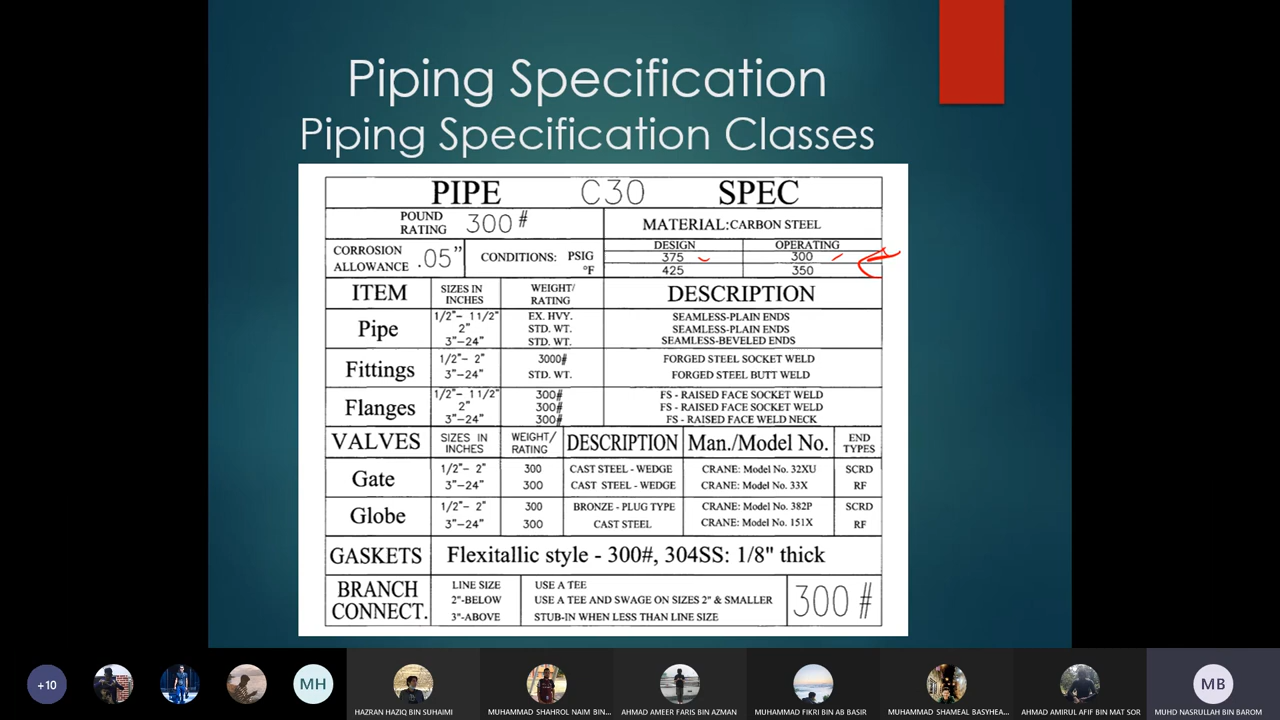 Piping Specification
Piping Specification Classes
PIPE C30 SPEC
POUND RATING 300# MATERIAL:CARBON STEEL
CORROSION ALLOWANCE .05" CONDITIONS: PSIG °F
DESIGN OPERATING
375 300
425 350
ITEM SIZES IN INCHES WEIGHT/ RATING DESCRIPTION
Pipe
1/2"- 11/2" EX. HVY. SEAMLESS-PLAIN ENDS
2" STD. WT. SEAMLESS-PLAIN ENDS
3"-24" STD. WT. SEAMLESS-BEVELED ENDS
Fittings
1/2"- 2" 3000# FORGED STEEL SOCKET WELD
3"-24" STD. WT. FORGED STEEL BUTT WELD
Flanges
1/2"- 11/2" 300# FS - RAISED FACE SOCKET WELD
2" 300# FS - RAISED FACE SOCKET WELD
3"-24" 300# FS - RAISED FACE WELD NECK
VALVES SIZES IN INCHES WEIGHT/ RATING DESCRIPTION Man./Model No. END TYPES
Gate
1/2"- 2" 300 CAST STEEL - WEDGE CRANE: Model No. 32XU SCRD
3"-24" 300 CAST STEEL - WEDGE CRANE: Model No. 33X RF
Globe
1/2"- 2" 300 BRONZE - PLUG TYPE CRANE: Model No. 382P SCRD
3"-24" 300 CAST STEEL CRANE: Model No. 151X RF
GASKETS Flexitallic style - 300#, 304SS: 1/8" thick
BRANCH CONNECT.
LINE SIZE USE A TEE
2"-BELOW USE A TEE AND SWAGE ON SIZES 2" & SMALLER
3"-ABOVE STUB-IN WHEN LESS THAN LINE SIZE
300#
+10
MH
HAZRAN HAZIQ BIN SUHAIMI
MUHAMMAD SHAHROL NAIM BIN...
AHMAD AMEER FARIS BIN AZMAN
MUHAMMAD FIKRI BIN AB BASIR
MUHAMMAD SHAMEAL BASYHEA...
AHMAD AMIRUL AFIF BIN MAT SOR
MB
MUHD NASRULLAH BIN BAROM